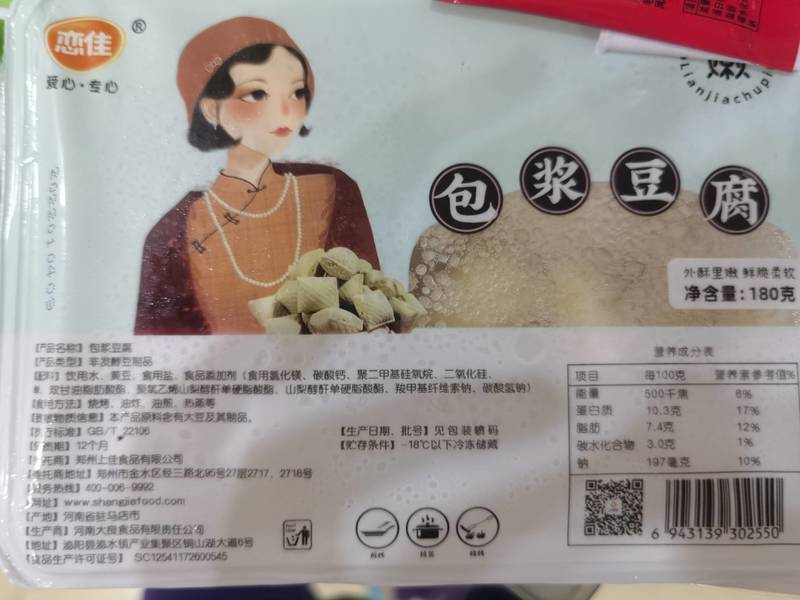 恋佳®
爱心·专心
嫩
Lianjiachupin
包浆豆腐
外酥里嫩 鲜脆柔软
净含量:180克
【产品名称】包浆豆腐
【产品类型】非发酵豆制品
【配料】饮用水、黄豆、食用盐、食品添加剂(食用氯化镁、碳酸钙、聚二甲基硅氧烷、二氧化硅、
单,双甘油脂肪酸酯、聚氧乙烯山梨醇酐单硬脂酸酯、山梨醇酐单硬脂酸酯、羧甲基纤维素钠、碳酸氢钠)
【食用方法】烧烤、油炸、油煎、热蒸等
【致敏物质信息】本产品原料含有大豆及其制品。
【执行标准】GB/T 22106
【保质期】12个月
【生产日期、批号】见包装喷码
【贮存条件】-18℃以下冷冻储藏
【委托商】郑州上佳食品有限公司
【委托商地址】郑州市金水区经三路北95号27层2717、2718号
【服务热线】400-006-9992
【网址】www.shangjiafood.com
【产地】河南省驻马店市
【生产商】河南大良食品有限责任公司
【地址】泌阳县泌水镇产业集聚区铜山湖大道6号
【食品生产许可证号】SC12541172600545
营养成分表
项目 每100克 营养素参考值%
能量 500千焦 6%
蛋白质 10.3克 17%
脂肪 7.4克 12%
碳水化合物 3.0克 1%
钠 197毫克 10%
6 943139 302550